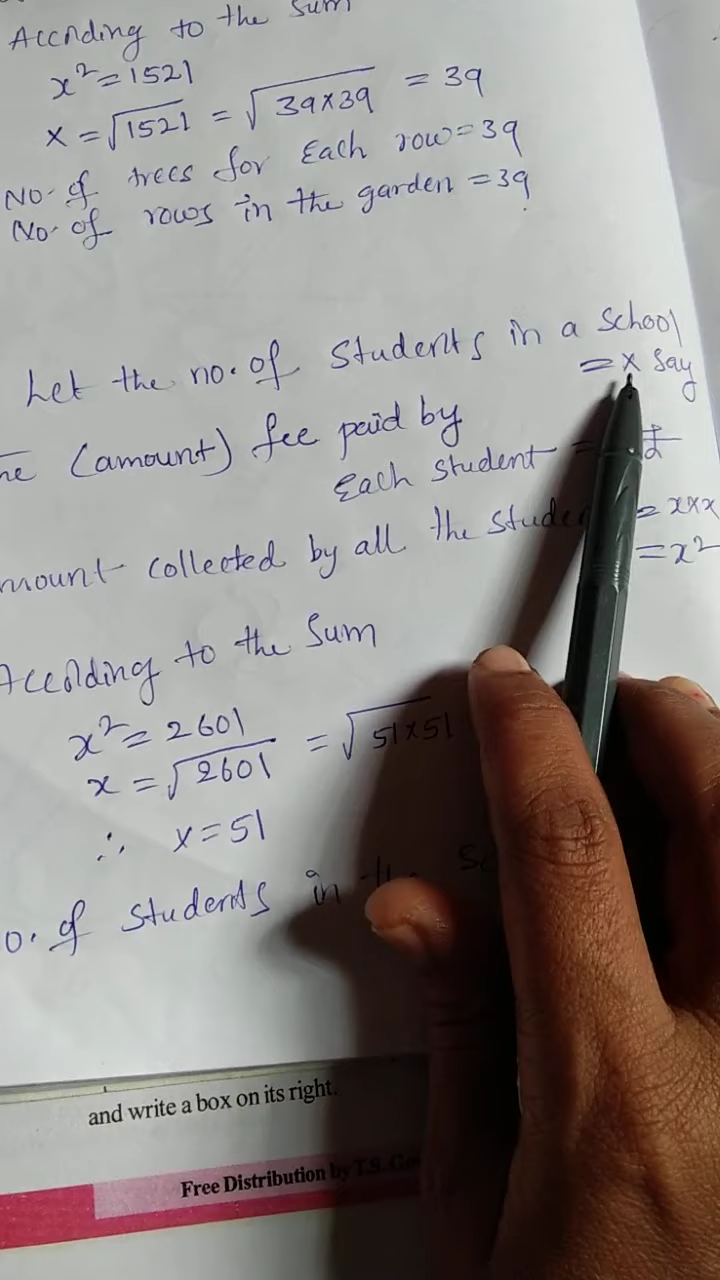 According to the Sum
x² = 1521
x = √1521 = √39×39 = 39
No. of trees for Each row = 39
No. of rows in the garden = 39
Let the no. of Students in a School
= x Say
(amount) fee paid by
Each student =
collected by all the = x×x
= x²
According to the Sum
x² = 2601
x = √2601 = √51×51
∴ x = 51
of Students in
and write a box on its right.
Free Distribution by T.S.